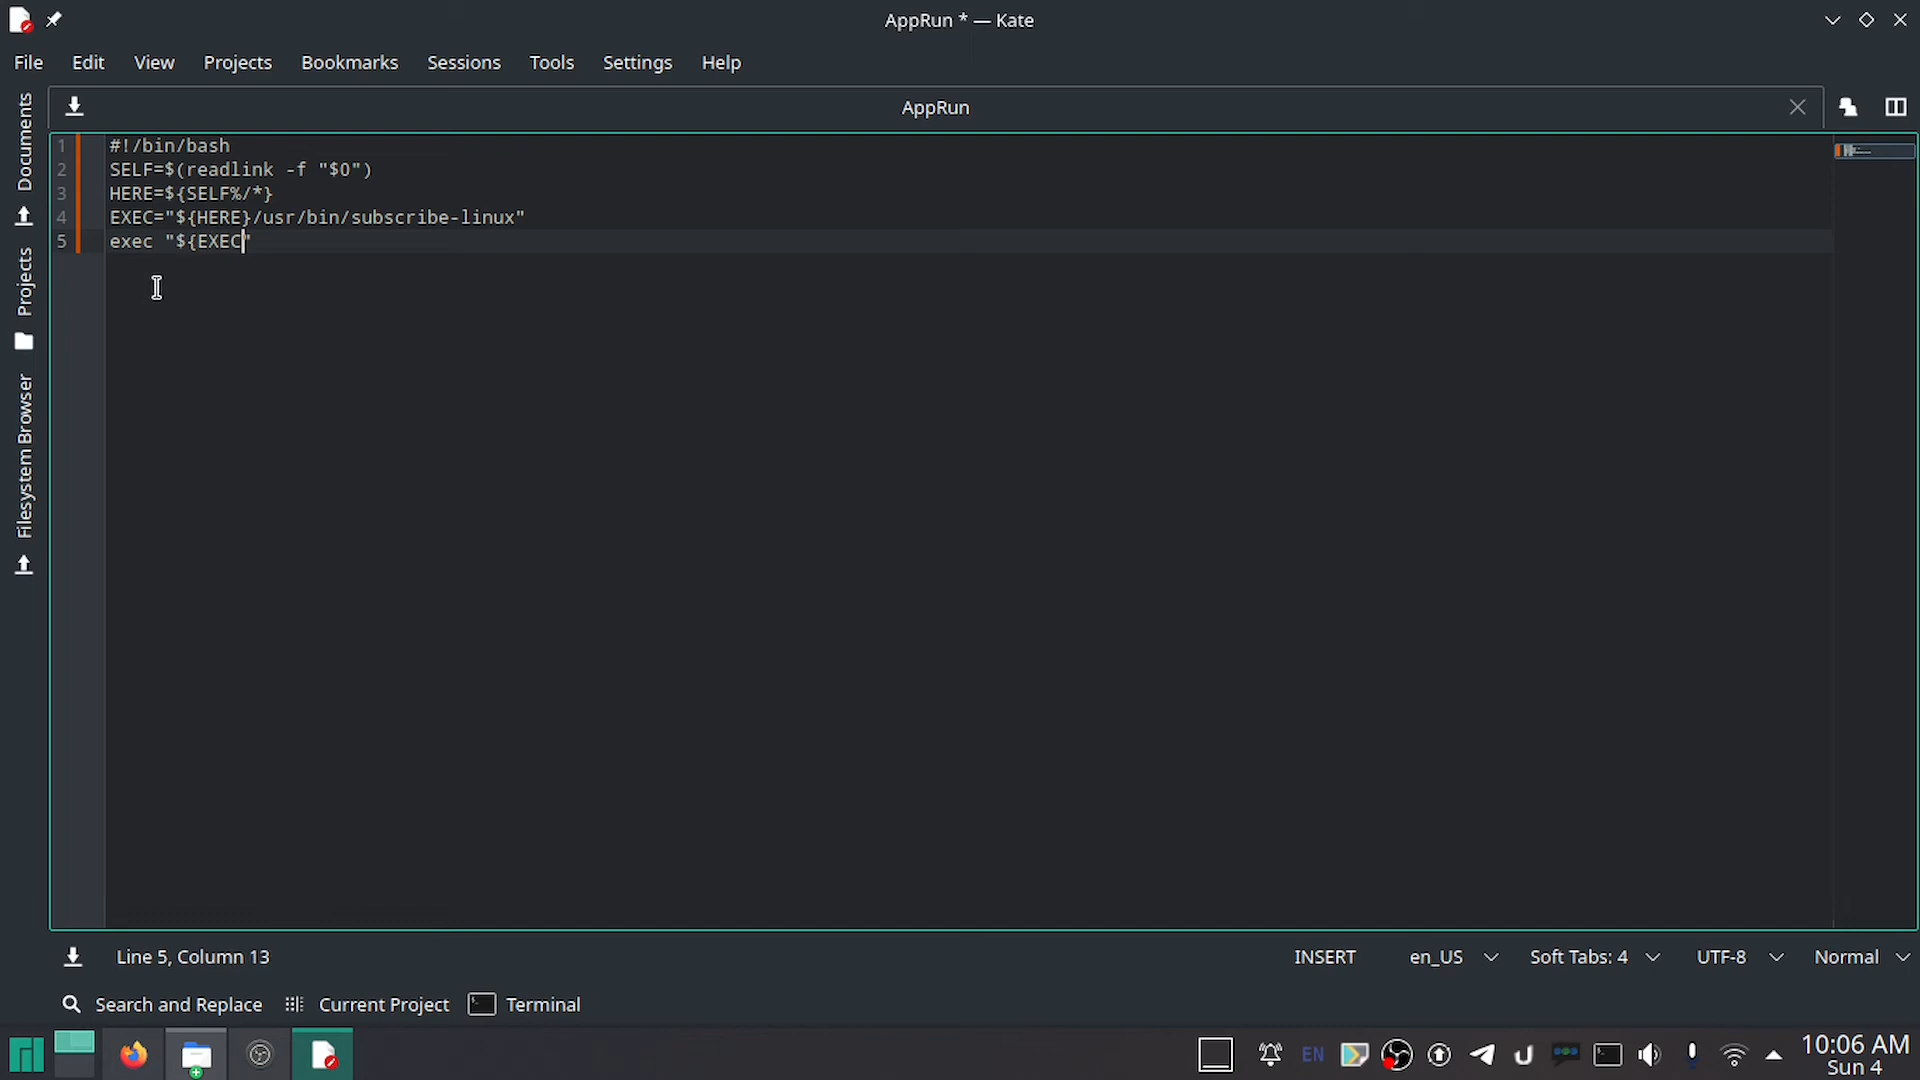 AppRun * — Kate
File Edit View Projects Bookmarks Sessions Tools Settings Help
AppRun
Documents
Projects
Filesystem Browser
1 #!/bin/bash
2 SELF=$(readlink -f "$0")
3 HERE=${SELF%/*}
4 EXEC="${HERE}/usr/bin/subscribe-linux"
5 exec "${EXEC"
Line 5, Column 13 INSERT en_US Soft Tabs: 4 UTF-8 Normal
Search and Replace Current Project Terminal
EN
10:06 AM
Sun 4